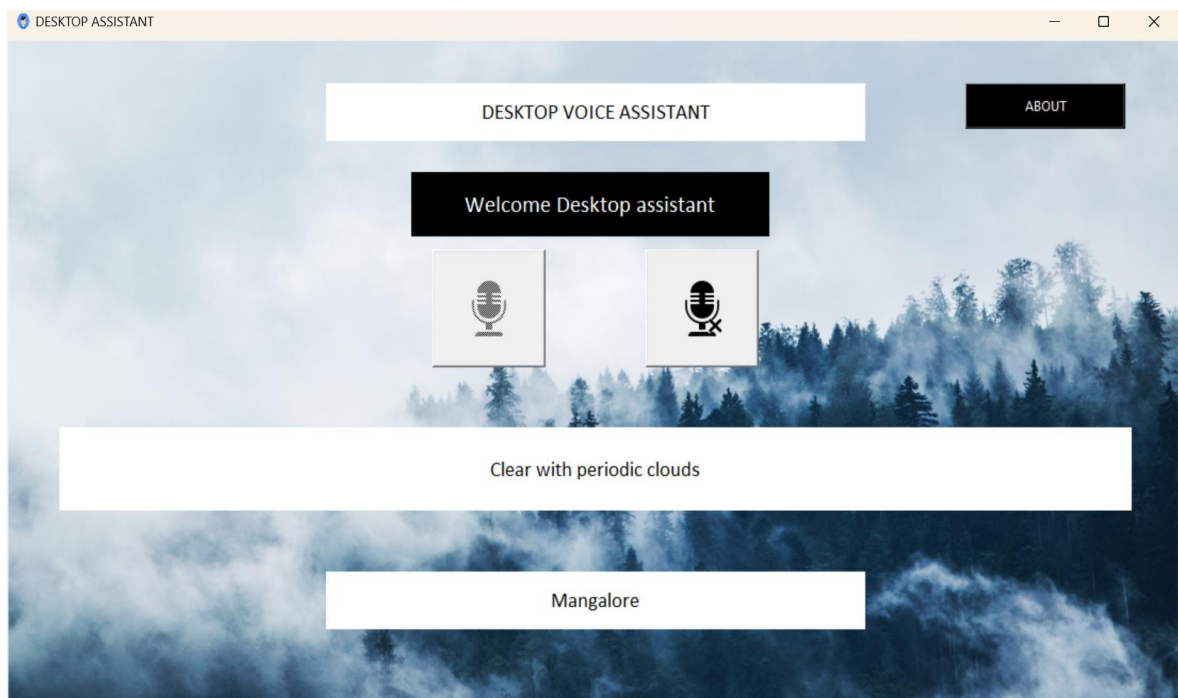 DESKTOP ASSISTANT
DESKTOP VOICE ASSISTANT
ABOUT
Welcome Desktop assistant
Clear with periodic clouds
Mangalore